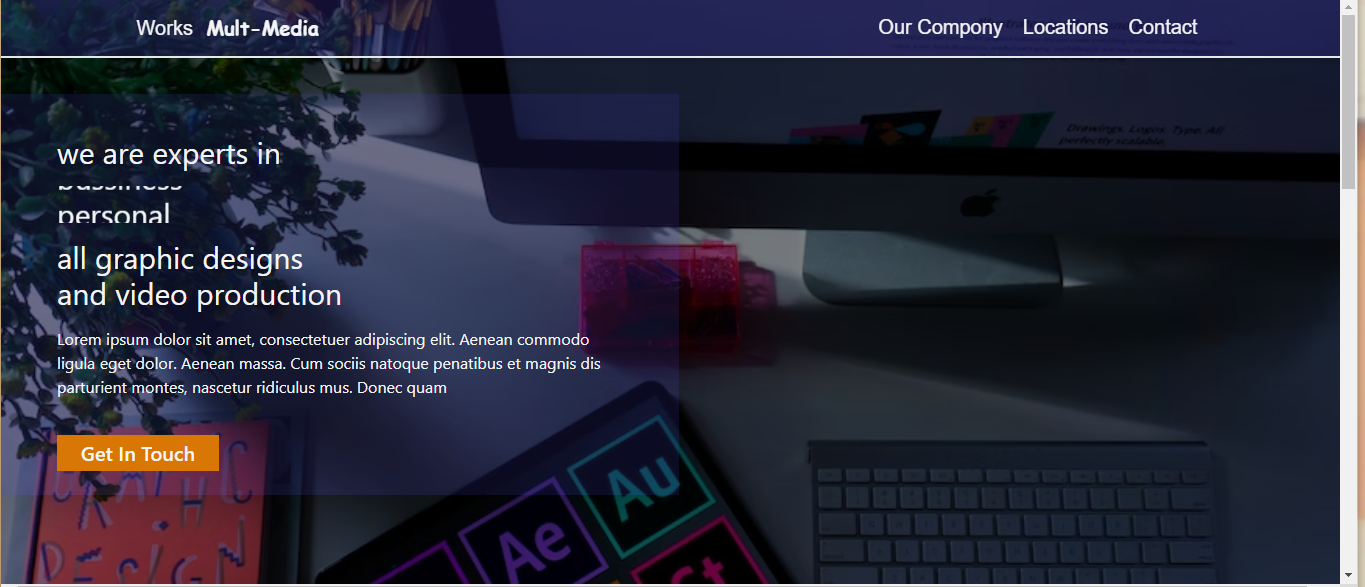 Works Mult-Media Our Compony Locations Contact
Drawings. Logos. Type. All
perfectly scalable.
we are experts in
bussiness
personal
all graphic designs
and video production
Lorem ipsum dolor sit amet, consectetuer adipiscing elit. Aenean commodo
ligula eget dolor. Aenean massa. Cum sociis natoque penatibus et magnis dis
parturient montes, nascetur ridiculus mus. Donec quam
Get In Touch
Au
Ae
Ct